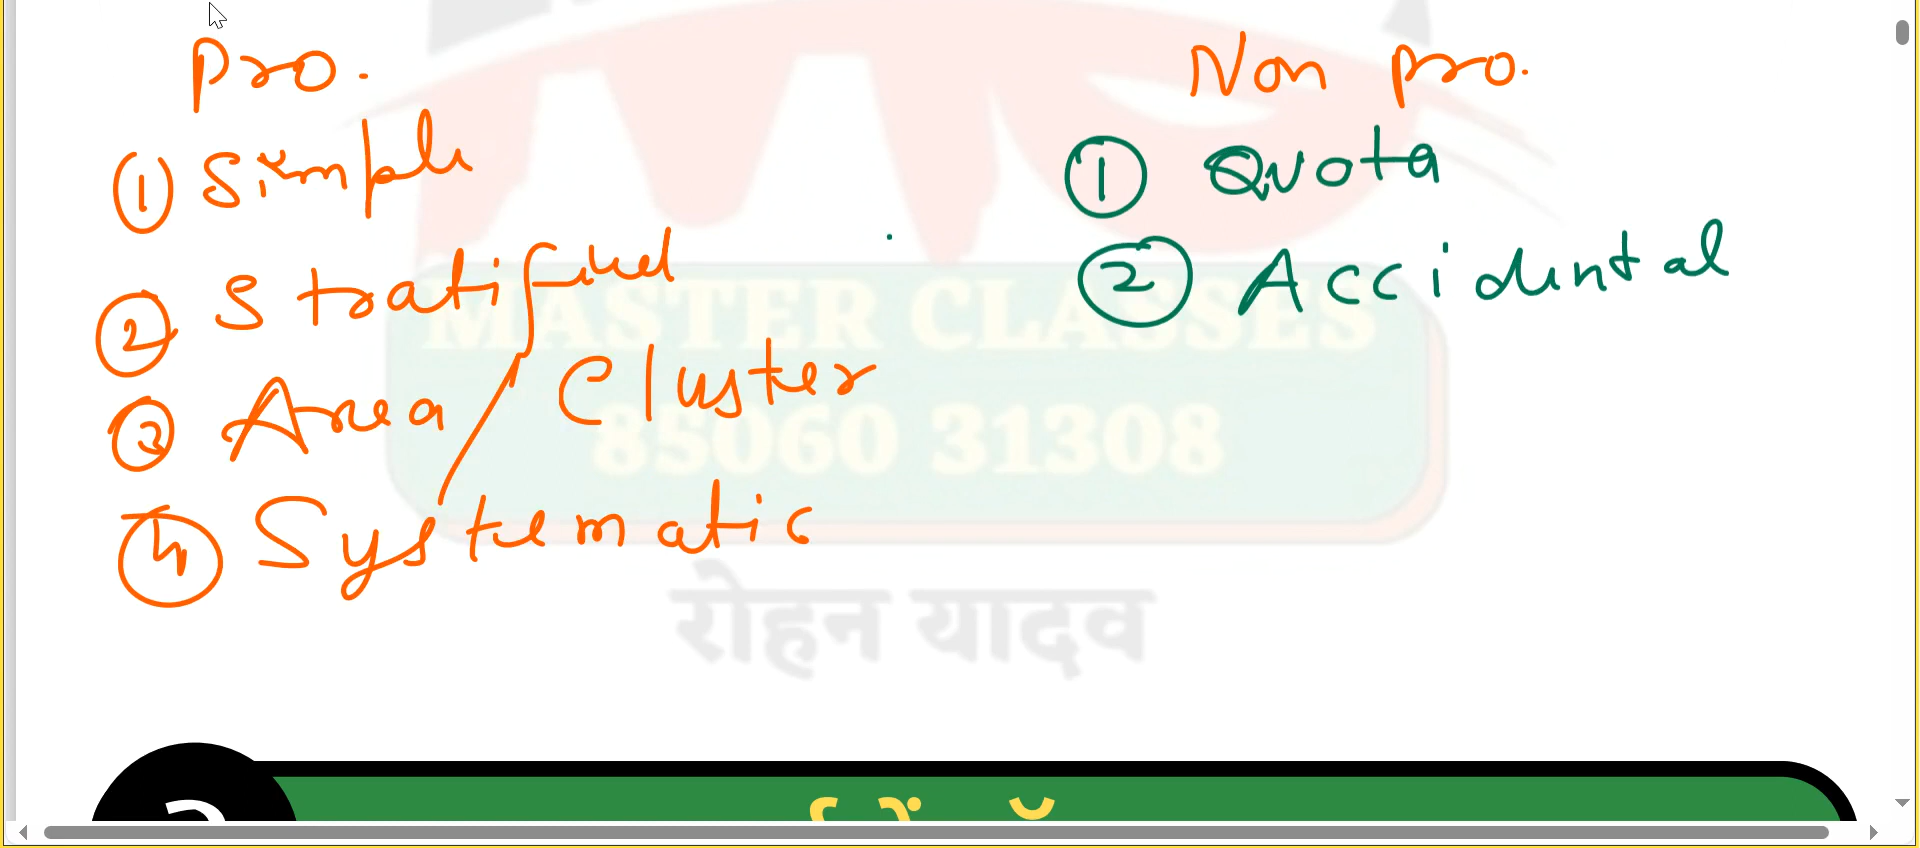 Pro.
① Simple
② Stratified
③ Area / Cluster
④ Systematic
Non pro.
① Quota
② Accidental
MASTER CLASSES
85060 31308
रोहन यादव